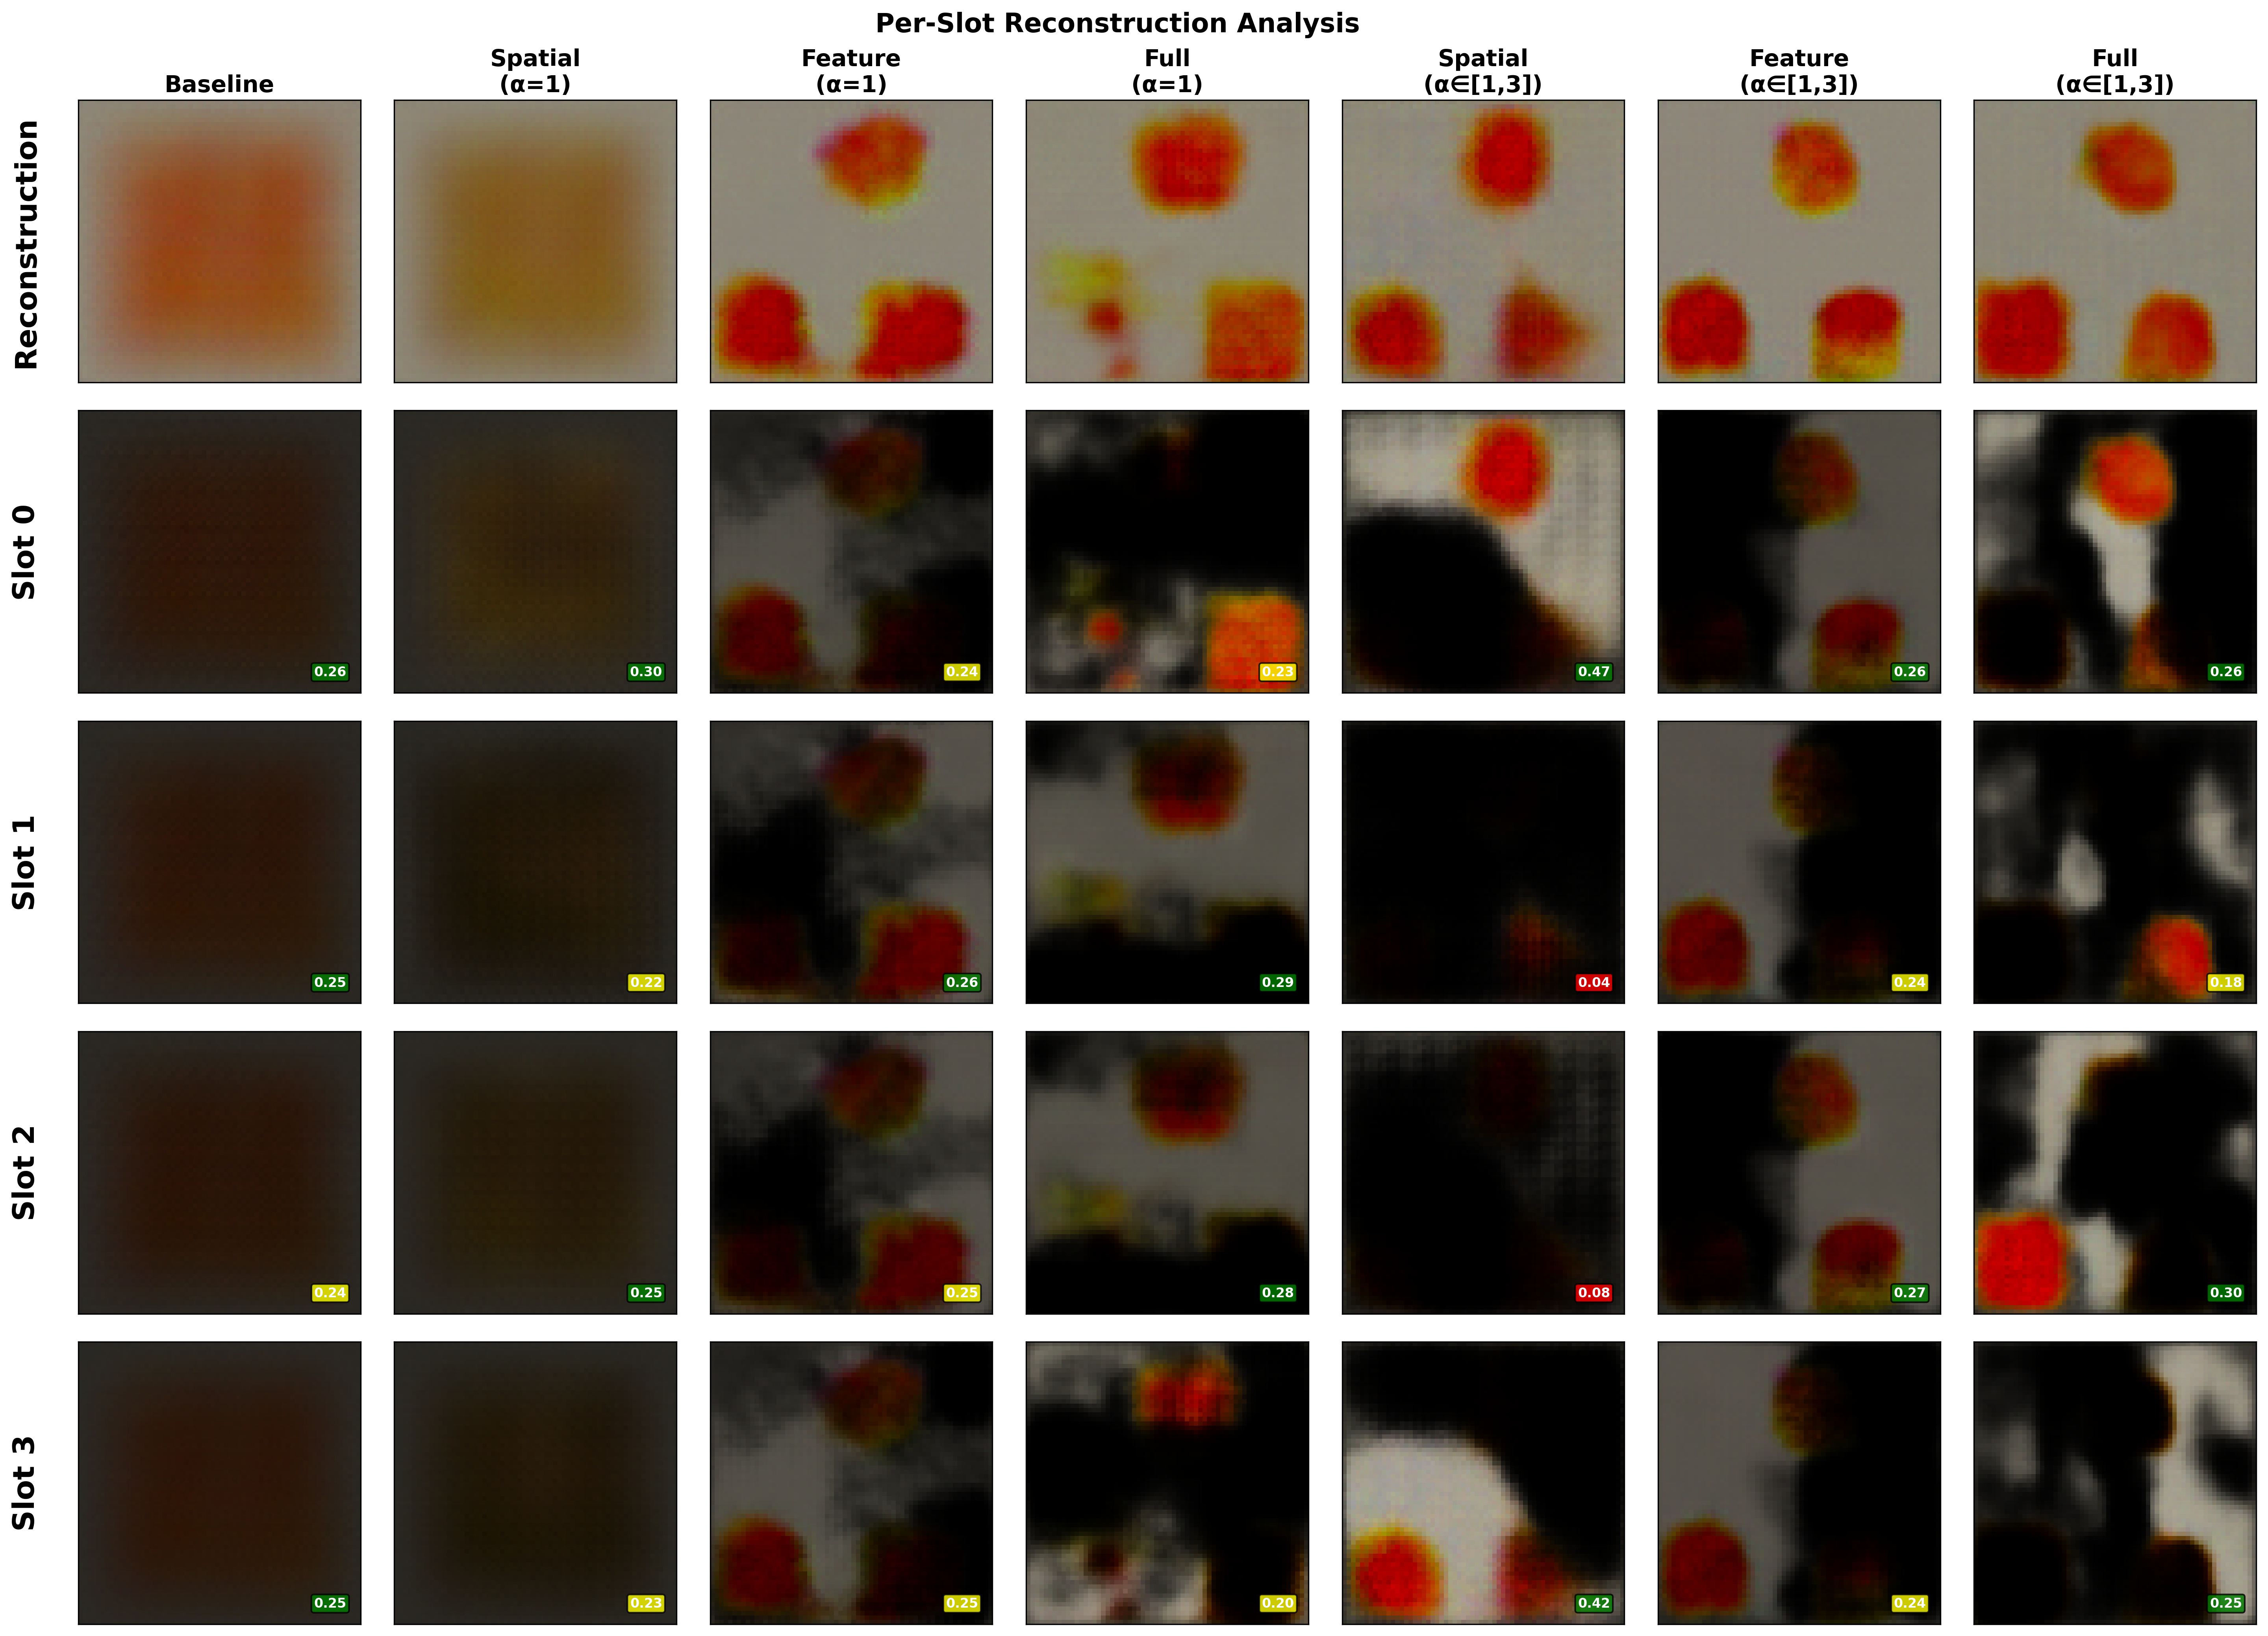 Per-Slot Reconstruction Analysis
Baseline
Spatial
(α=1)
Feature
(α=1)
Full
(α=1)
Spatial
(α∈[1,3])
Feature
(α∈[1,3])
Full
(α∈[1,3])
Reconstruction
Slot 0
0.26
0.30
0.24
0.23
0.47
0.26
0.26
Slot 1
0.25
0.22
0.26
0.29
0.04
0.24
0.18
Slot 2
0.24
0.25
0.25
0.28
0.08
0.27
0.30
Slot 3
0.25
0.23
0.25
0.20
0.42
0.24
0.25